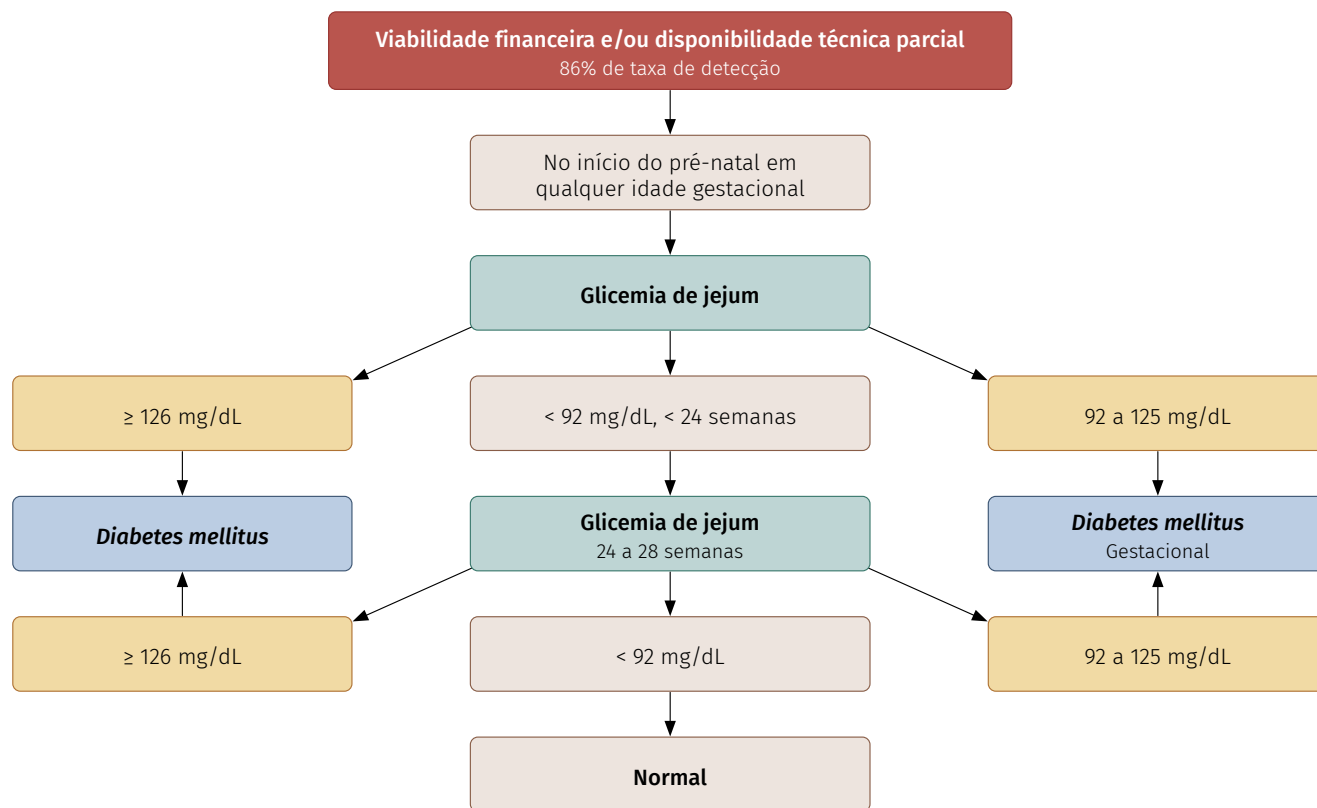 Viabilidade financeira e/ou disponibilidade técnica parcial
86% de taxa de detecção
No início do pré-natal em
qualquer idade gestacional
Glicemia de jejum
≥ 126 mg/dL
< 92 mg/dL, < 24 semanas
92 a 125 mg/dL
Diabetes mellitus
Glicemia de jejum
24 a 28 semanas
Diabetes mellitus
Gestacional
≥ 126 mg/dL
< 92 mg/dL
92 a 125 mg/dL
Normal